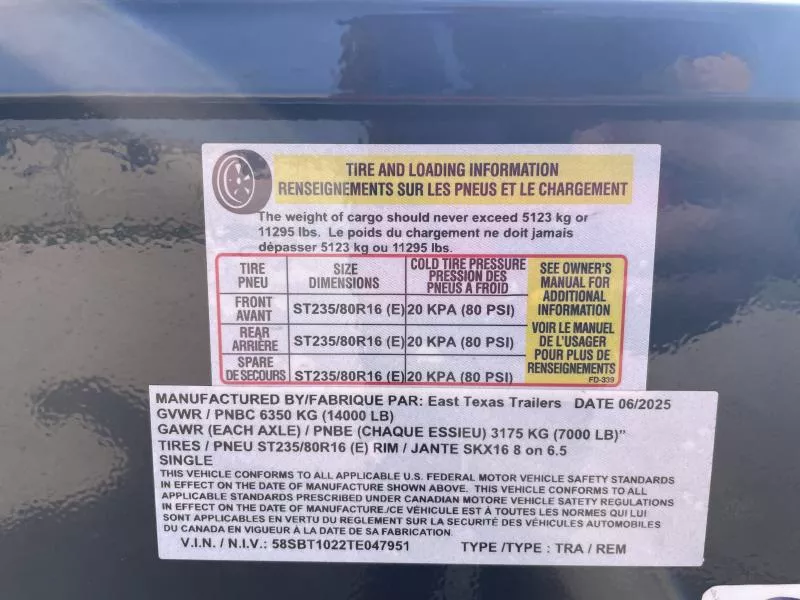 TIRE AND LOADING INFORMATION
RENSEIGNEMENTS SUR LES PNEUS ET LE CHARGEMENT
The weight of cargo should never exceed 5123 kg or
11295 lbs. Le poids du chargement ne doit jamais
dépasser 5123 kg ou 11295 lbs.
TIRE PNEU
SIZE DIMENSIONS
COLD TIRE PRESSURE PRESSION DES PNEUS A FROID
FRONT AVANT ST235/80R16 (E) 20 KPA (80 PSI)
REAR ARRIÈRE ST235/80R16 (E) 20 KPA (80 PSI)
SPARE DE SECOURS ST235/80R16 (E) 20 KPA (80 PSI)
SEE OWNER'S
MANUAL FOR
ADDITIONAL
INFORMATION
VOIR LE MANUEL
DE L'USAGER
POUR PLUS DE
RENSEIGNEMENTS
FD-339
MANUFACTURED BY/FABRIQUE PAR: East Texas Trailers DATE 06/2025
GVWR / PNBC 6350 KG (14000 LB)
GAWR (EACH AXLE) / PNBE (CHAQUE ESSIEU) 3175 KG (7000 LB)"
TIRES / PNEU ST235/80R16 (E) RIM / JANTE SKX16 8 on 6.5
SINGLE
THIS VEHICLE CONFORMS TO ALL APPLICABLE U.S. FEDERAL MOTOR VEHICLE SAFETY STANDARDS
IN EFFECT ON THE DATE OF MANUFACTURE SHOWN ABOVE. THIS VEHICLE CONFORMS TO ALL
APPLICABLE STANDARDS PRESCRIBED UNDER CANADIAN MOTORE VEHICLE SAFETY REGULATIONS
IN EFFECT ON THE DATE OF MANUFACTURE./CE VÉHICULE EST À TOUTES LES NORMES QUI LUI
SONT APPLICABLES EN VERTU DU REGLEMENT SUR LA SECURITÉ DES VÉHICULES AUTOMOBILES
DU CANADA EN VIGUEUR À LA DATE DE SA FABRICATION.
V.I.N. / N.I.V.: 58SBT1022TE047951 TYPE /TYPE : TRA / REM